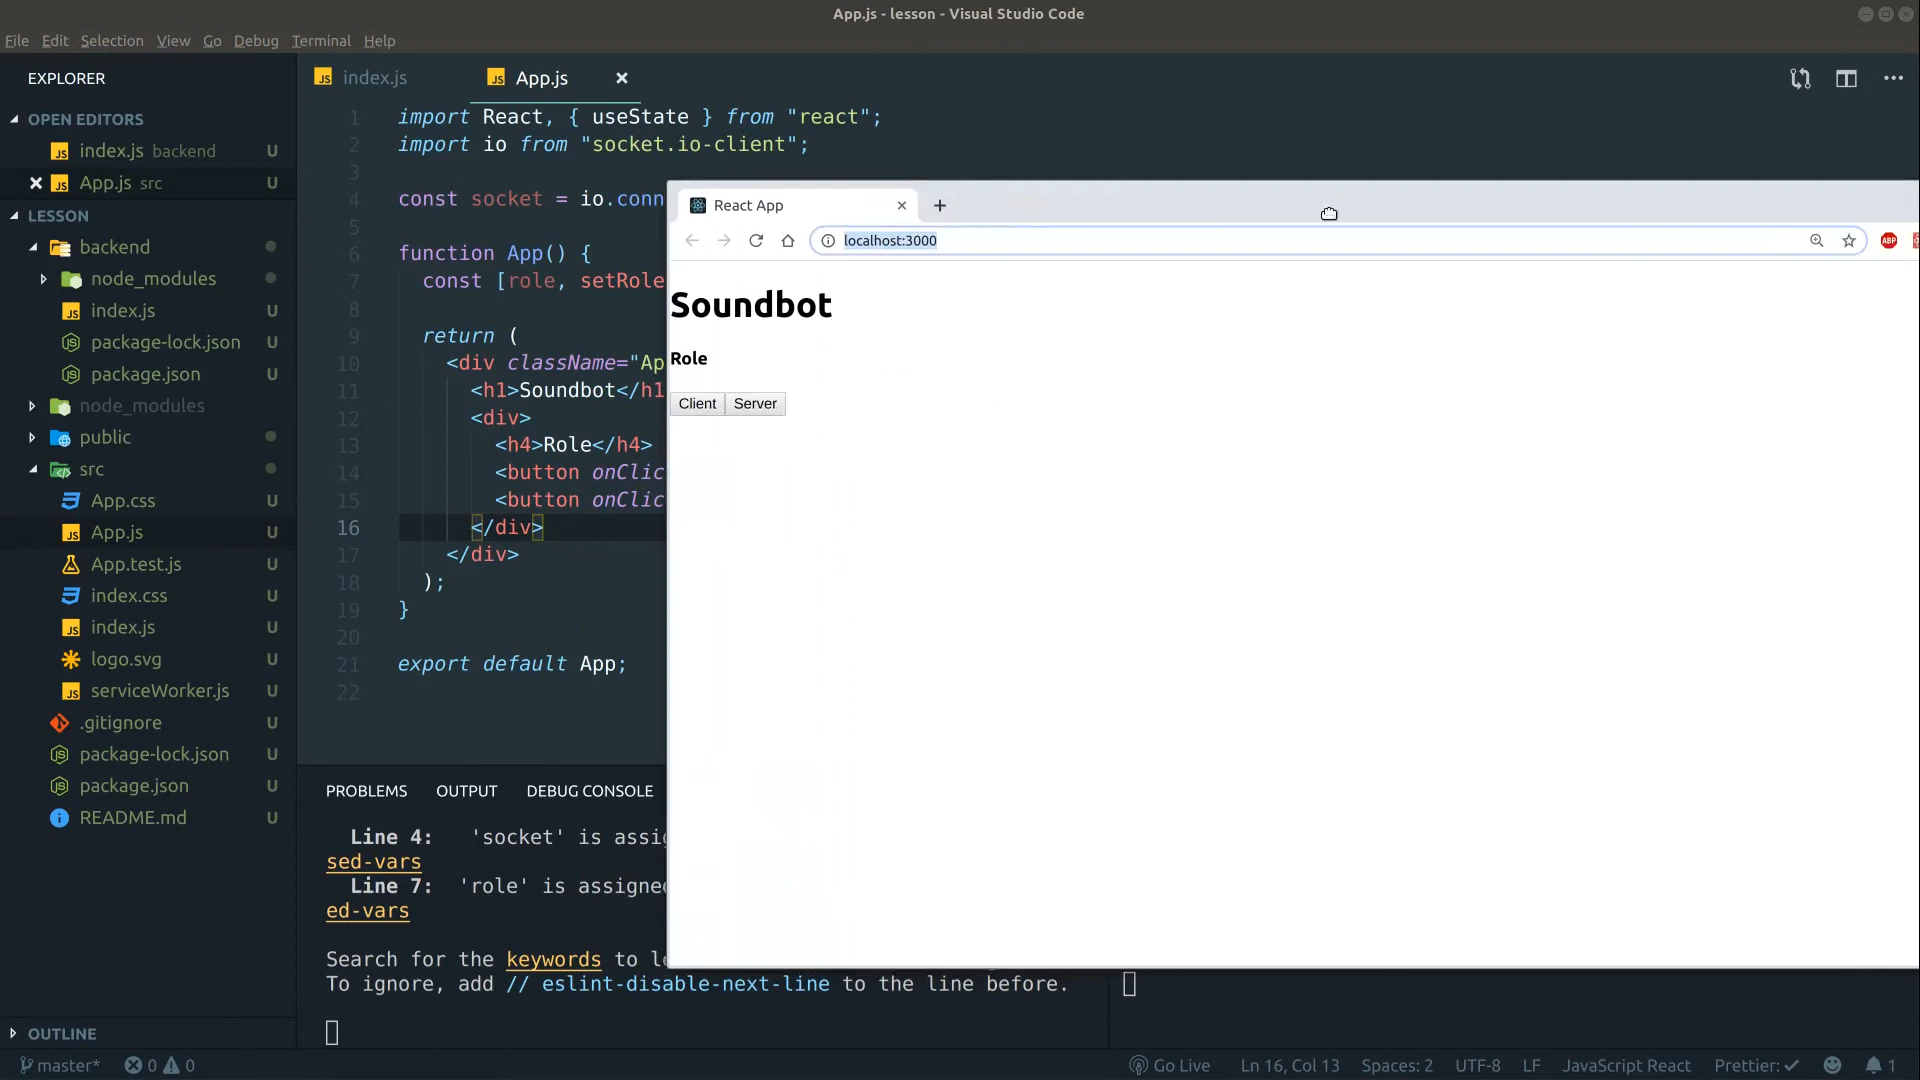 App.js - lesson - Visual Studio Code
File Edit Selection View Go Debug Terminal Help
EXPLORER
OPEN EDITORS
index.js backend U
App.js src U
LESSON
backend
node_modules
index.js U
package-lock.json U
package.json U
node_modules
public
src
App.css U
App.js U
App.test.js U
index.css U
index.js U
logo.svg U
serviceWorker.js U
.gitignore U
package-lock.json U
package.json U
README.md U
OUTLINE
JS index.js
JS App.js
1 import React, { useState } from "react";
2 import io from "socket.io-client";
3
4 const socket = io.conn
5
6 function App() {
7 const [role, setRole
8
9 return (
10 <div className="Ap
11 <h1>Soundbot</h1
12 <div>
13 <h4>Role</h4>
14 <button onClic
15 <button onClic
16 </div>
17 </div>
18 );
19 }
20
21 export default App;
22
React App
localhost:3000
ABP
Soundbot
Role
Client Server
PROBLEMS OUTPUT DEBUG CONSOLE
Line 4: 'socket' is assig
sed-vars
Line 7: 'role' is assigned
ed-vars
Search for the keywords to le
To ignore, add // eslint-disable-next-line to the line before.
master* 0 0 Go Live Ln 16, Col 13 Spaces: 2 UTF-8 LF JavaScript React Prettier: ✓ 1